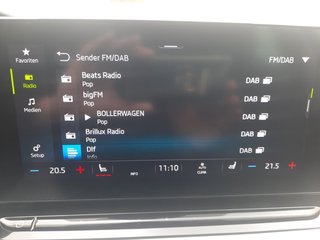 Sender FM/DAB
FM/DAB
Favoriten
Radio
Medien
Setup
Beats Radio
Pop
DAB
bigFM
Pop
DAB
BOLLERWAGEN
Pop
DAB
Brillux Radio
Pop
DAB
Dlf
Info
DAB
20.5
INFO
11:10
AUTO
CLIMA
21.5